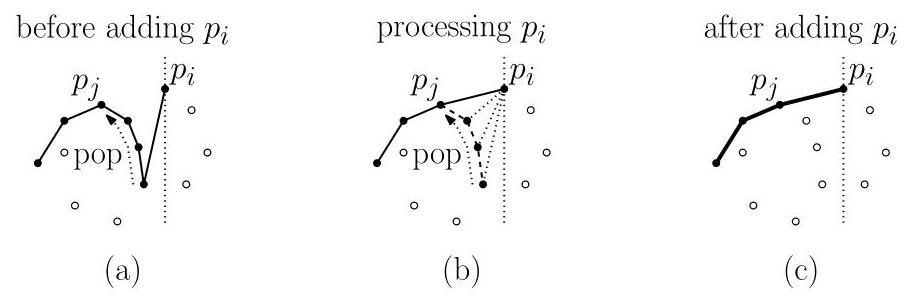 before adding p_i
processing p_i
after adding p_i
p_j
p_i
pop
p_j
p_i
pop
p_j
p_i
(a)
(b)
(c)